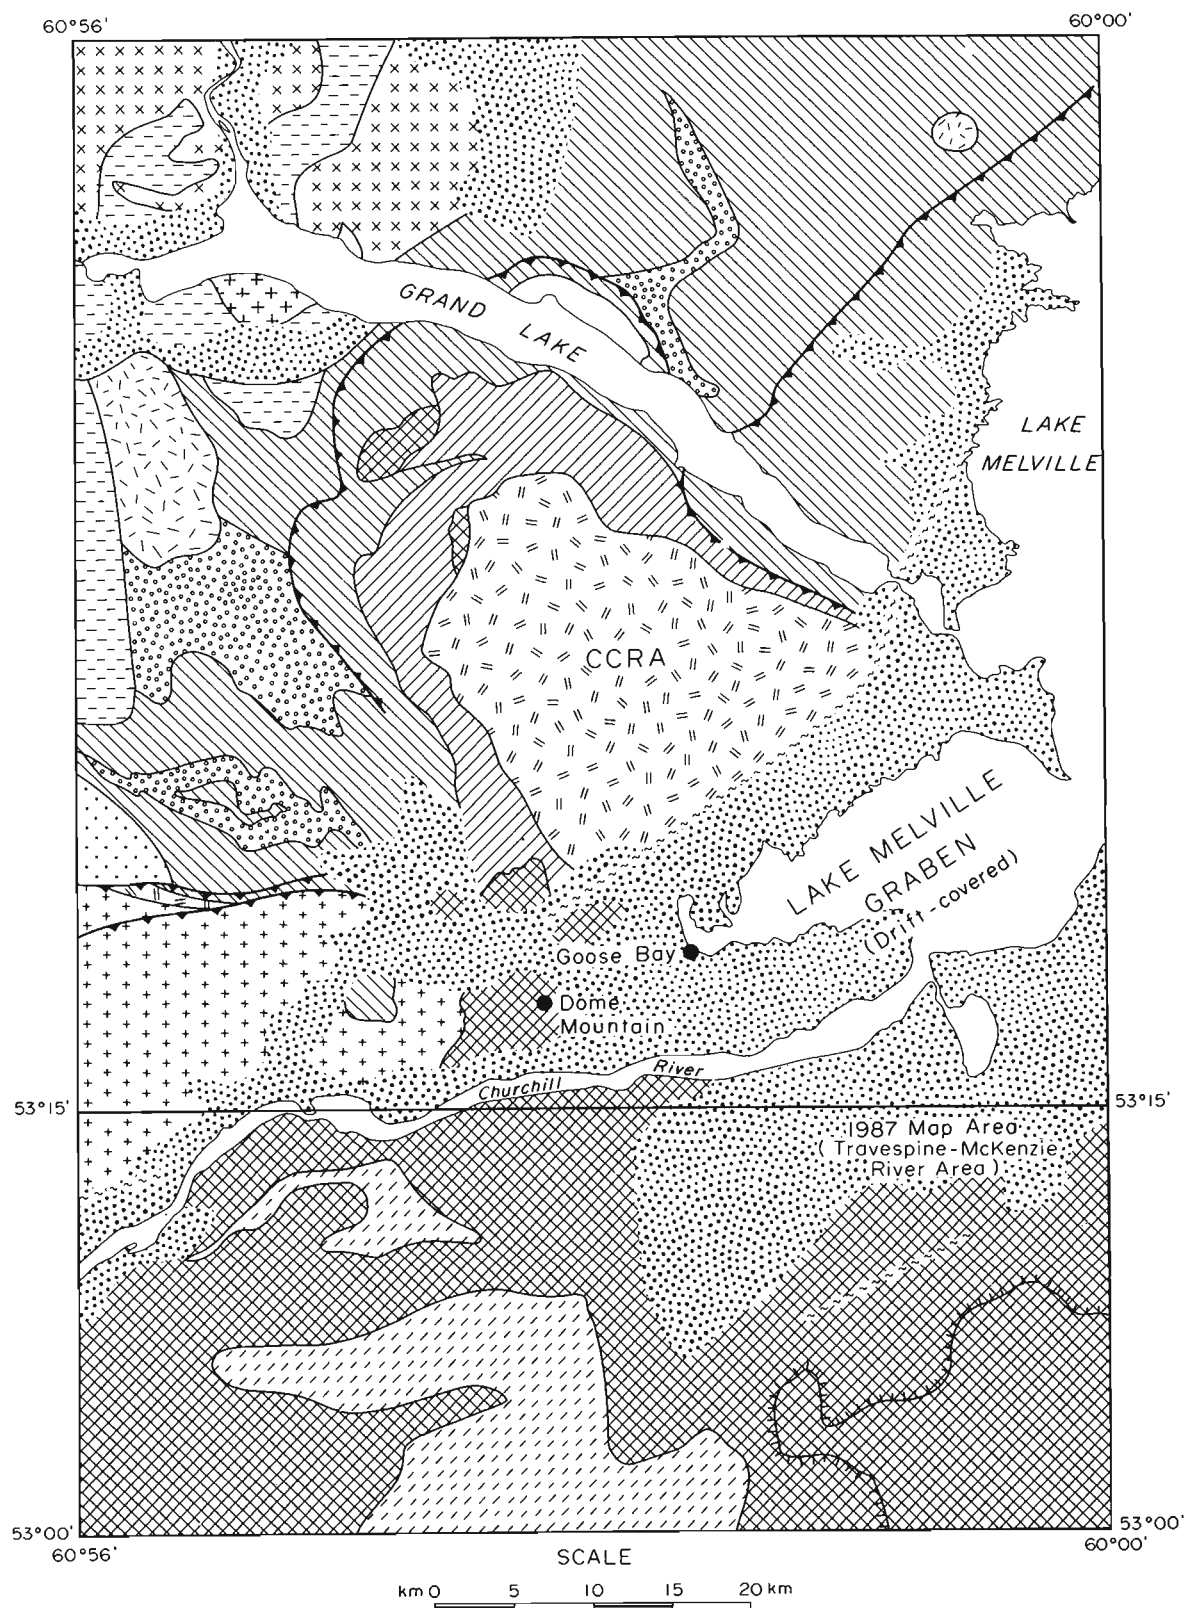 60°56'
60°00'
GRAND LAKE
LAKE
MELVILLE
CCRA
LAKE MELVILLE
GRABEN
(Drift-covered)
Goose Bay
Dome
Mountain
Churchill River
53°15'
53°15'
1987 Map Area
(Travespine-McKenzie
River Area)
53°00'
53°00'
60°56'
60°00'
SCALE
km 0 5 10 15 20 km